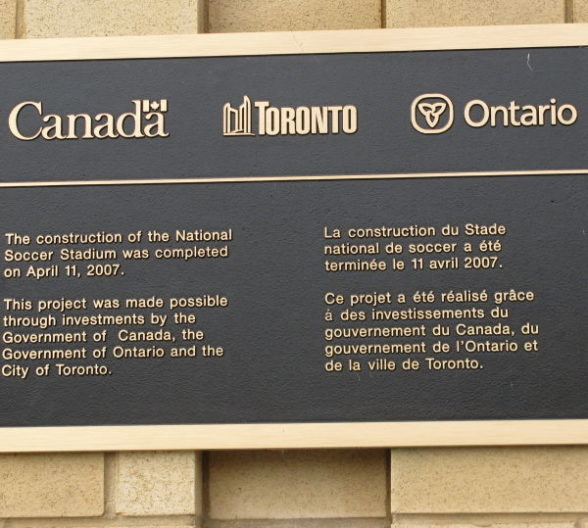 Canada TORONTO Ontario
The construction of the National
Soccer Stadium was completed
on April 11, 2007.
This project was made possible
through investments by the
Government of Canada, the
Government of Ontario and the
City of Toronto.
La construction du Stade
national de soccer a été
terminée le 11 avril 2007.
Ce projet a été réalisé grâce
á des investissements du
gouvernement du Canada, du
gouvernement de l'Ontario et
de la ville de Toronto.